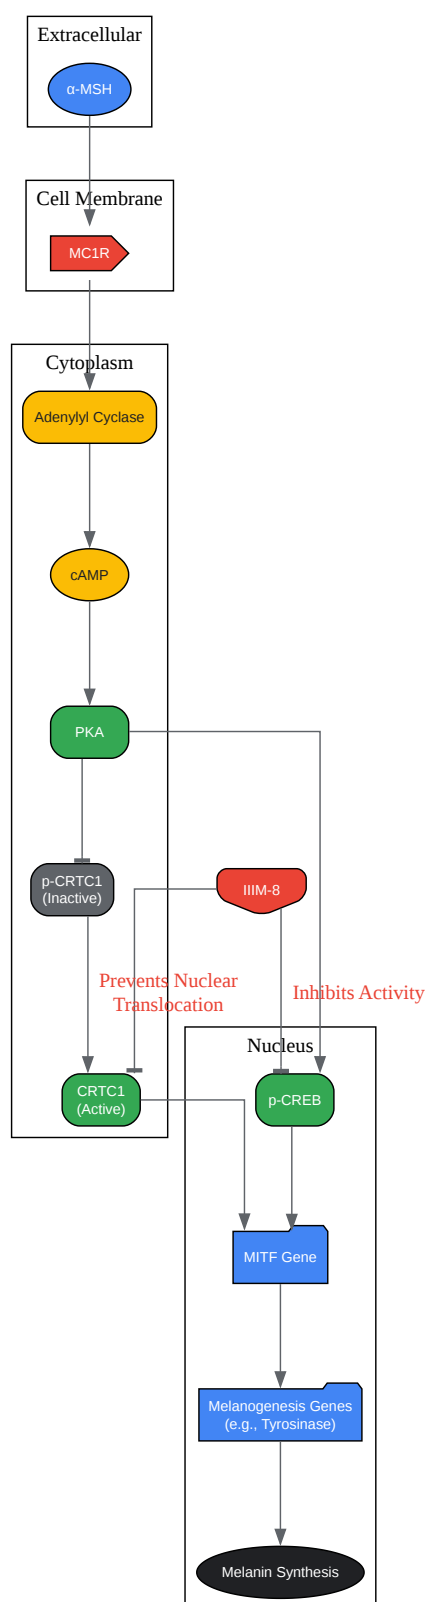 Extracellular
α-MSH
Cell Membrane
MC1R
Cytoplasm
Adenylyl Cyclase
cAMP
PKA
p-CRTC1
(Inactive)
IIIM-8
Prevents Nuclear
Translocation
Inhibits Activity
Nucleus
CRTC1
(Active)
p-CREB
MITF Gene
Melanogenesis Genes
(e.g., Tyrosinase)
Melanin Synthesis